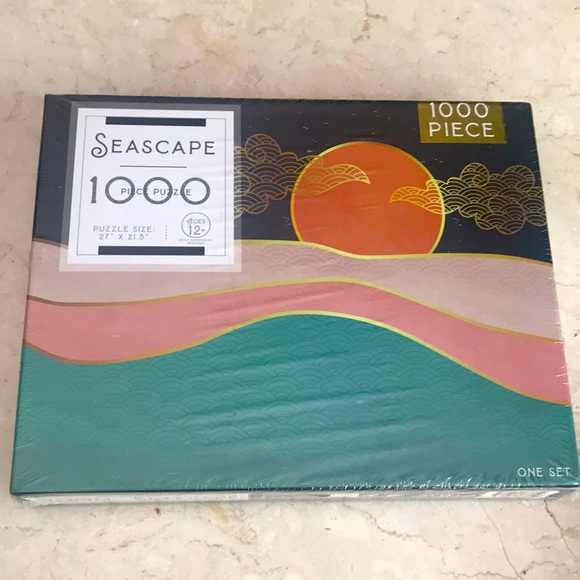 SEASCAPE
1000
PIECE PUZZLE
PUZZLE SIZE:
27" X 21.5"
AGES
12+
1000
PIECE
ONE SET